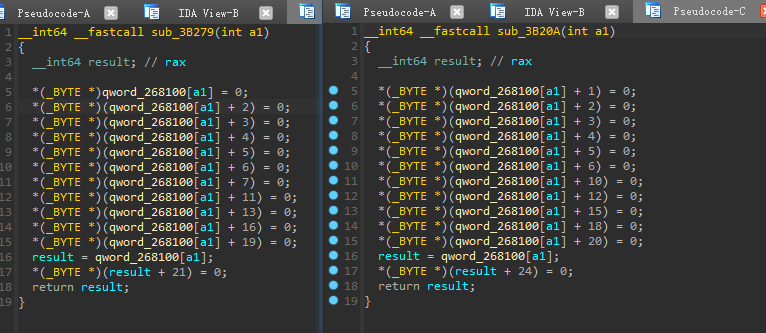 Pseudocode-A IDA View-B
1 __int64 __fastcall sub_3B279(int a1)
2 {
3 __int64 result; // rax
4
5 *(_BYTE *)qword_268100[a1] = 0;
6 *(_BYTE *)(qword_268100[a1] + 2) = 0;
7 *(_BYTE *)(qword_268100[a1] + 3) = 0;
8 *(_BYTE *)(qword_268100[a1] + 4) = 0;
9 *(_BYTE *)(qword_268100[a1] + 5) = 0;
10 *(_BYTE *)(qword_268100[a1] + 6) = 0;
11 *(_BYTE *)(qword_268100[a1] + 7) = 0;
12 *(_BYTE *)(qword_268100[a1] + 11) = 0;
13 *(_BYTE *)(qword_268100[a1] + 13) = 0;
14 *(_BYTE *)(qword_268100[a1] + 16) = 0;
15 *(_BYTE *)(qword_268100[a1] + 19) = 0;
16 result = qword_268100[a1];
17 *(_BYTE *)(result + 21) = 0;
18 return result;
19 }
Pseudocode-A IDA View-B Pseudocode-C
1 __int64 __fastcall sub_3B20A(int a1)
2 {
3 __int64 result; // rax
4
5 *(_BYTE *)(qword_268100[a1] + 1) = 0;
6 *(_BYTE *)(qword_268100[a1] + 2) = 0;
7 *(_BYTE *)(qword_268100[a1] + 3) = 0;
8 *(_BYTE *)(qword_268100[a1] + 4) = 0;
9 *(_BYTE *)(qword_268100[a1] + 5) = 0;
10 *(_BYTE *)(qword_268100[a1] + 6) = 0;
11 *(_BYTE *)(qword_268100[a1] + 10) = 0;
12 *(_BYTE *)(qword_268100[a1] + 12) = 0;
13 *(_BYTE *)(qword_268100[a1] + 15) = 0;
14 *(_BYTE *)(qword_268100[a1] + 18) = 0;
15 *(_BYTE *)(qword_268100[a1] + 20) = 0;
16 result = qword_268100[a1];
17 *(_BYTE *)(result + 24) = 0;
18 return result;
19 }